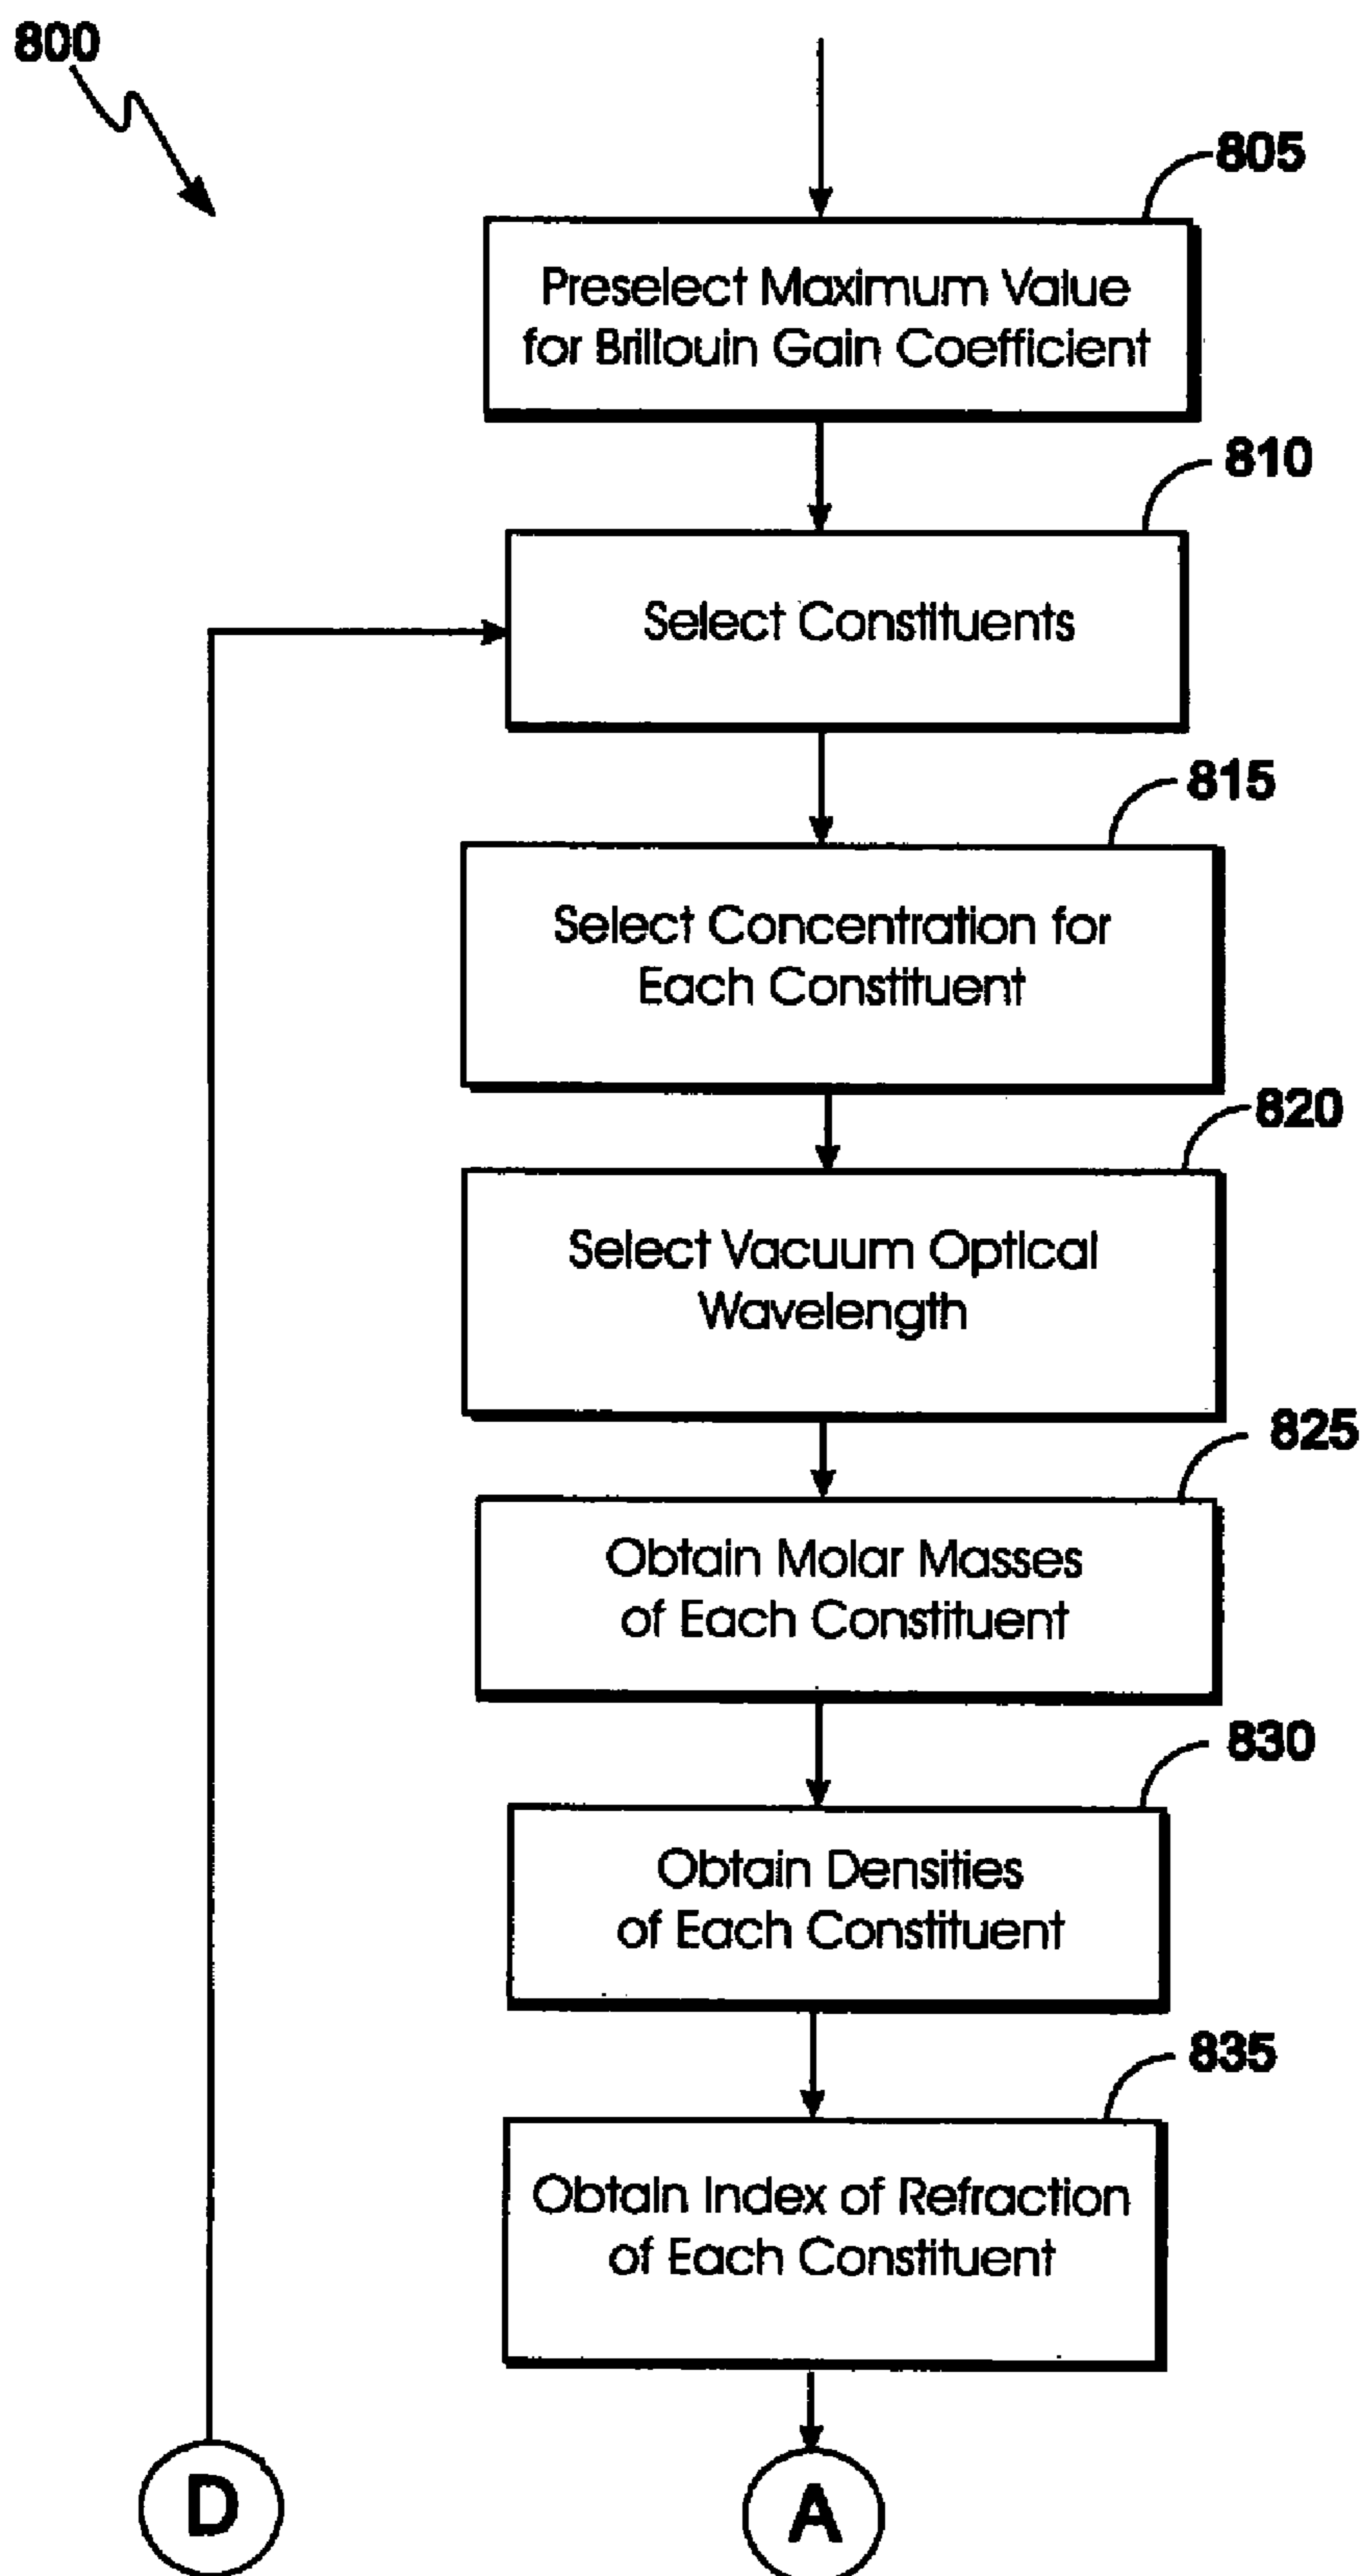 800
805
Preselect Maximum Value
for Brillouin Gain Coefficient
810
Select Constituents
815
Select Concentration for
Each Constituent
820
Select Vacuum Optical
Wavelength
825
Obtain Molar Masses
of Each Constituent
830
Obtain Densities
of Each Constituent
835
Obtain Index of Refraction
of Each Constituent
D
A